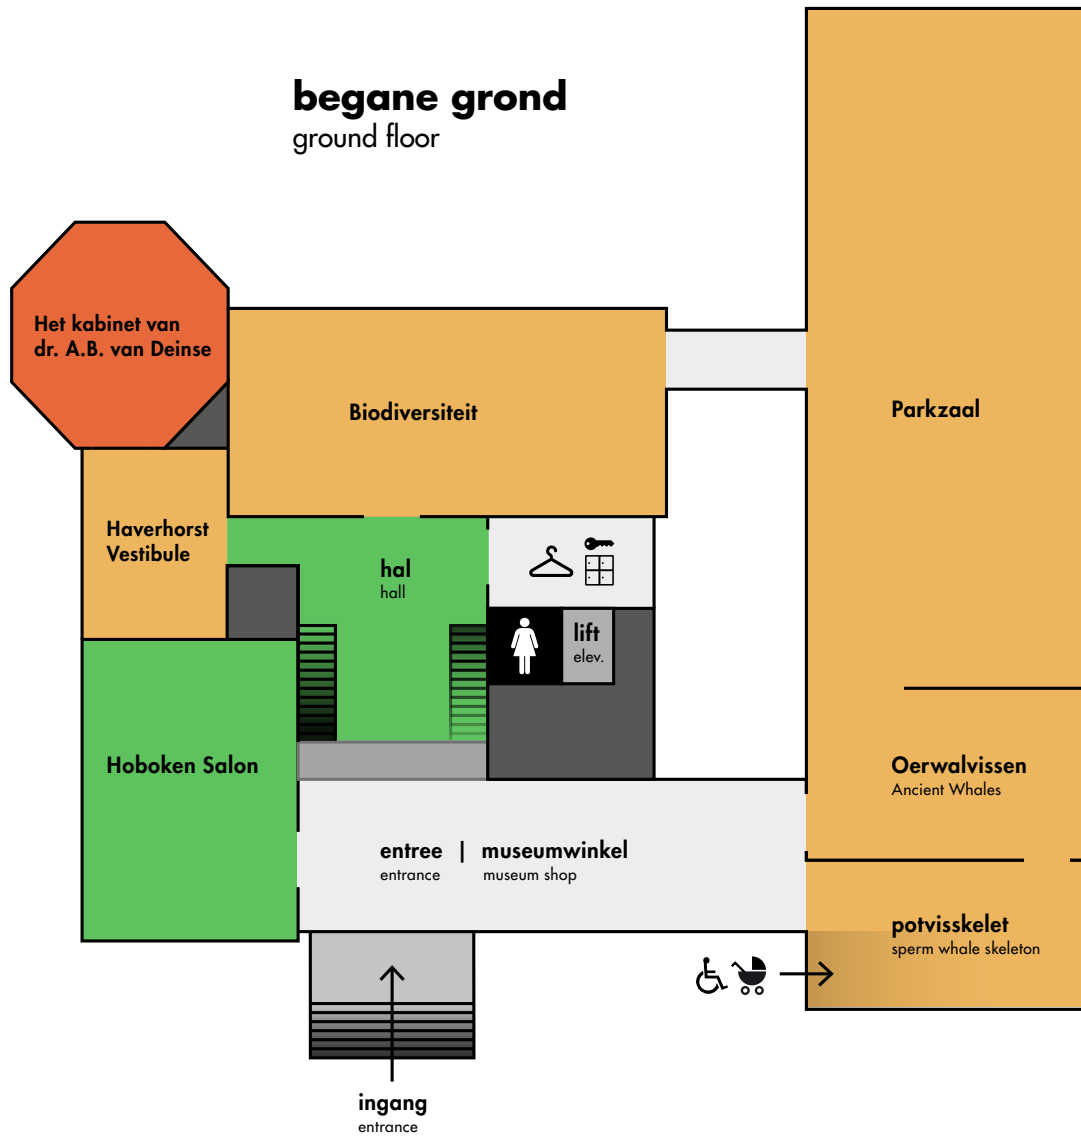 begane grond
ground floor
Het kabinet van
dr. A.B. van Deinse
Biodiversiteit
Parkzaal
Haverhorst
Vestibule
hal
hall
lift
elev.
Hoboken Salon
Oerwalvissen
Ancient Whales
entree | museumwinkel
entrance museum shop
potvisskelet
sperm whale skeleton
ingang
entrance